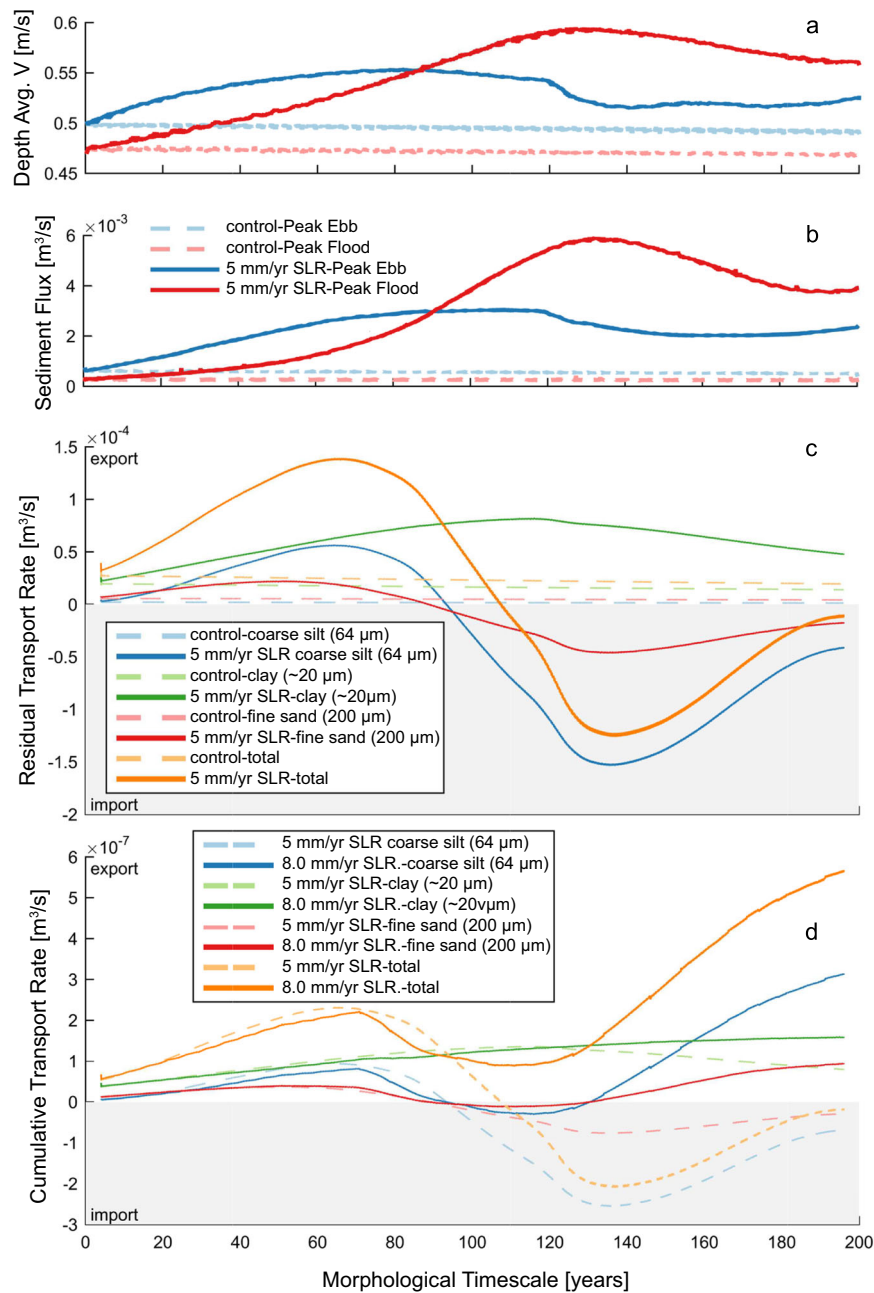 a
Depth Avg. V [m/s]
0.6
0.55
0.5
0.45
b
Sediment Flux [m³/s]
×10⁻³
6
4
2
0
control-Peak Ebb
control-Peak Flood
5 mm/yr SLR-Peak Ebb
5 mm/yr SLR-Peak Flood
c
Residual Transport Rate [m³/s]
×10⁻⁴
1.5
export
1
0.5
0
-0.5
-1
-1.5
-2
import
control-coarse silt (64 µm)
5 mm/yr SLR coarse silt (64 µm)
control-clay (~20 µm)
5 mm/yr SLR-clay (~20µm)
control-fine sand (200 µm)
5 mm/yr SLR-fine sand (200 µm)
control-total
5 mm/yr SLR-total
d
Cumulative Transport Rate [m³/s]
×10⁻⁷
6
export
5
4
3
2
1
0
-1
-2
import
-3
5 mm/yr SLR coarse silt (64 µm)
8.0 mm/yr SLR.-coarse silt (64 µm)
5 mm/yr SLR-clay (~20 µm)
8.0 mm/yr SLR.-clay (~20vµm)
5 mm/yr SLR-fine sand (200 µm)
8.0 mm/yr SLR.-fine sand (200 µm)
5 mm/yr SLR-total
8.0 mm/yr SLR.-total
0 20 40 60 80 100 120 140 160 180 200
Morphological Timescale [years]